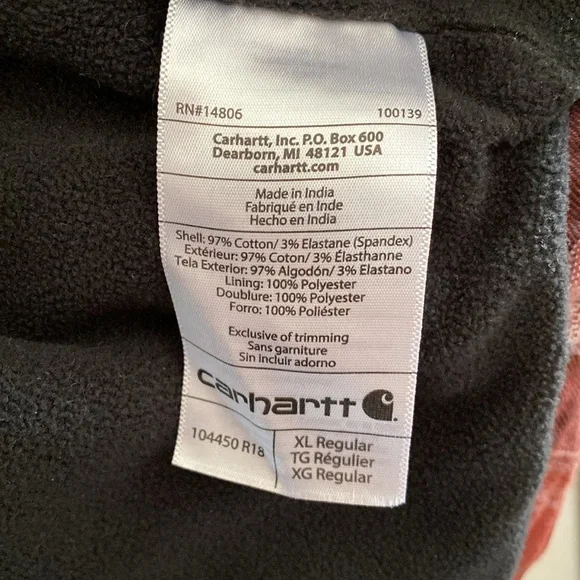 RN#14806 100139
Carhartt, Inc. P.O. Box 600
Dearborn, MI 48121 USA
carhartt.com
Made in India
Fabriqué en Inde
Hecho en India
Shell: 97% Cotton/ 3% Elastane (Spandex)
Extérieur: 97% Coton/ 3% Élasthanne
Tela Exterior: 97% Algodón/ 3% Elastano
Lining: 100% Polyester
Doublure: 100% Polyester
Forro: 100% Poliéster
Exclusive of trimming
Sans garniture
Sin incluir adorno
carhartt
104450 R18
XL Regular
TG Régulier
XG Regular